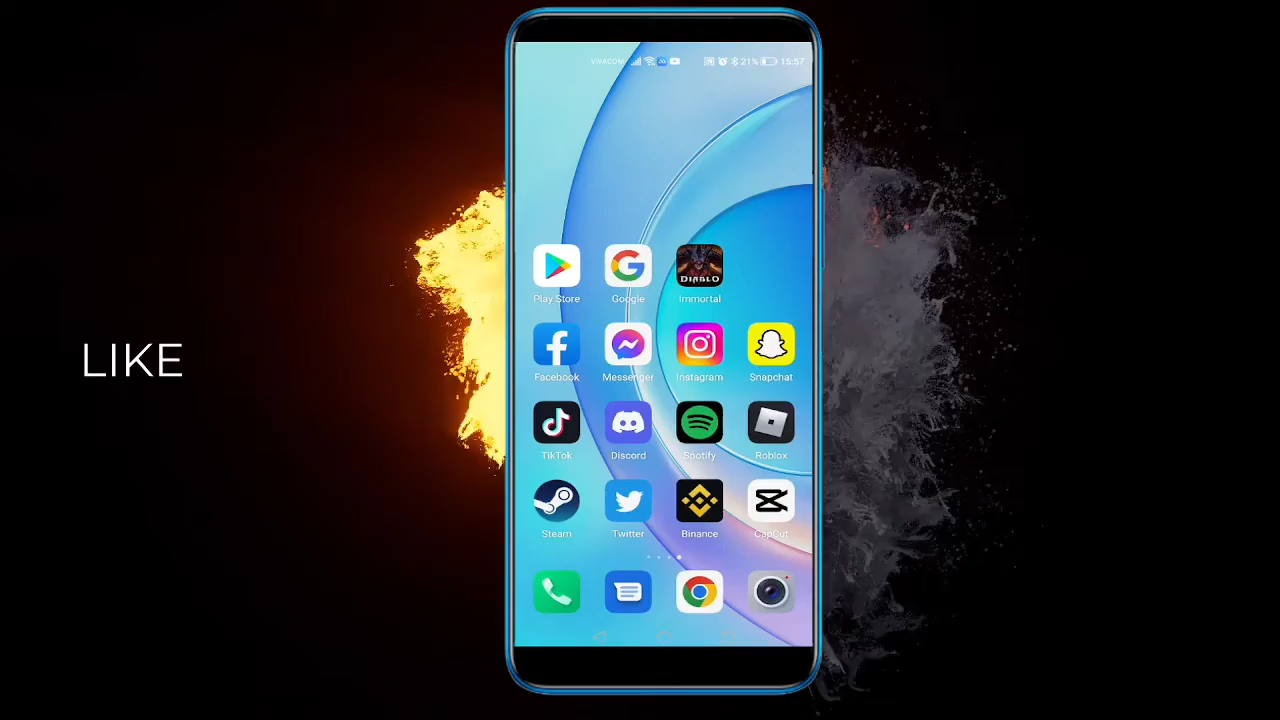 VIVACOM 21% 15:57
DIABLO
Play Store Google Immortal
LIKE
Facebook Messenger Instagram Snapchat
TikTok Discord Spotify Roblox
Steam Twitter Binance CapCut